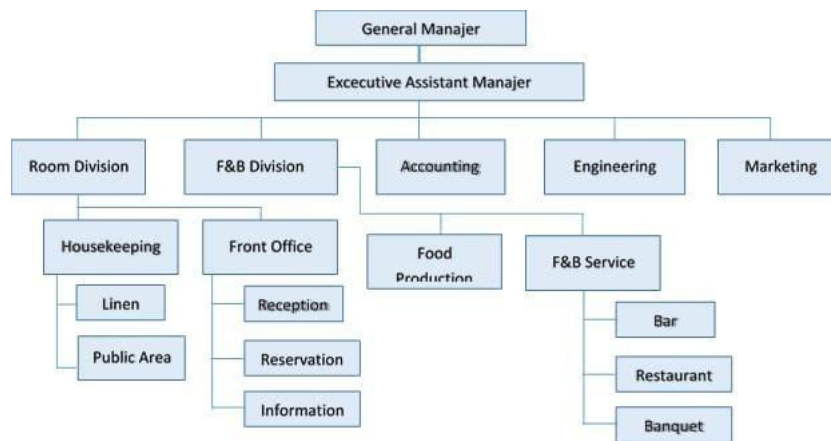 General Manajer
Excecutive Assistant Manajer
Room Division
F&B Division
Accounting
Engineering
Marketing
Housekeeping
Front Office
Food
Production
F&B Service
Linen
Reception
Bar
Public Area
Reservation
Restaurant
Information
Banquet